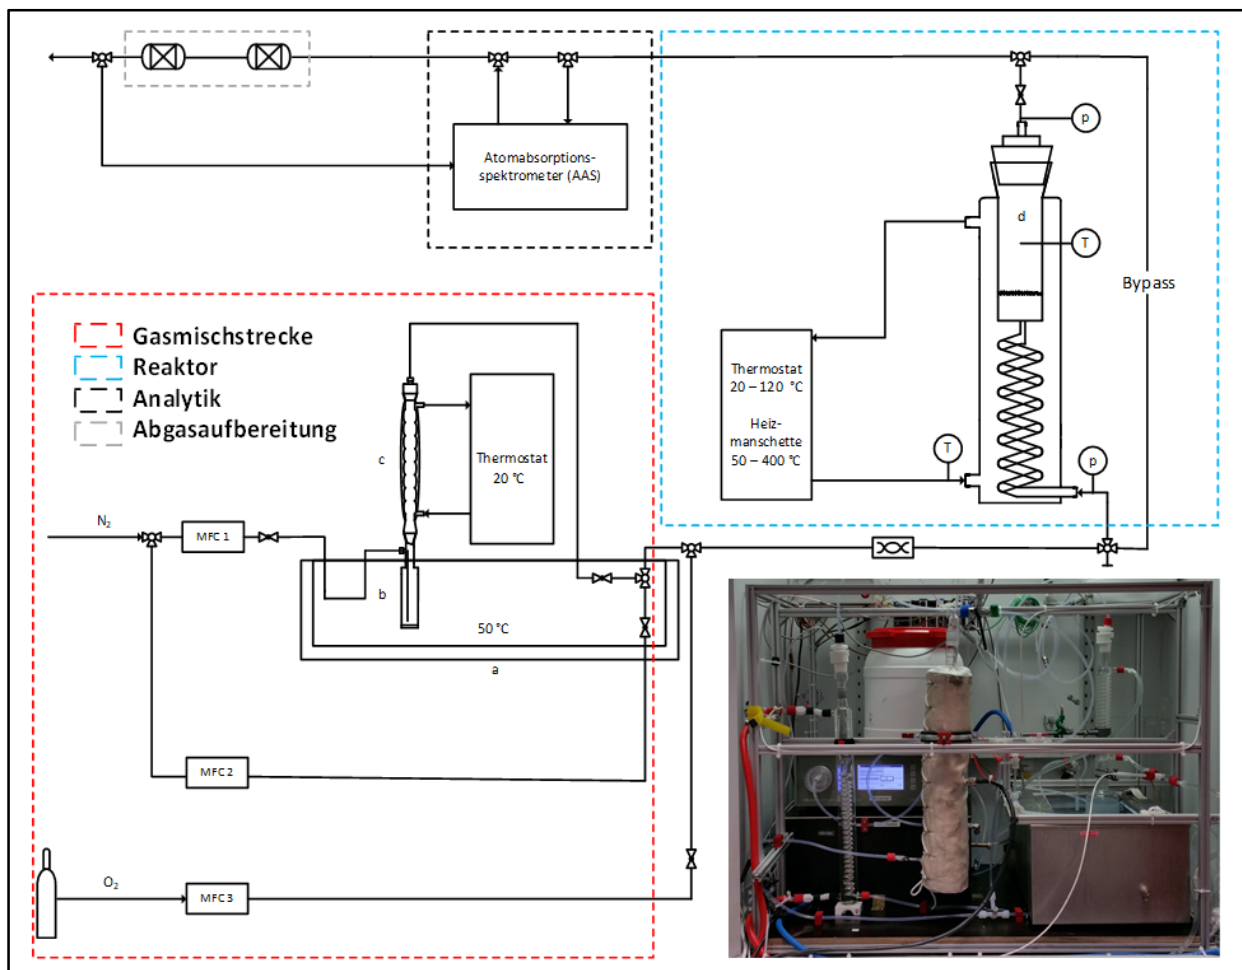 Atomabsorptions-
spektrometer (AAS)
p
d
T
Bypass
Gasmischstrecke
Reaktor
Analytik
Abgasaufbereitung
Thermostat
20 – 120 °C
Heiz-
manschette
50 – 400 °C
T
p
c
Thermostat
20 °C
N₂
MFC 1
b
50 °C
a
MFC 2
O₂
MFC 3